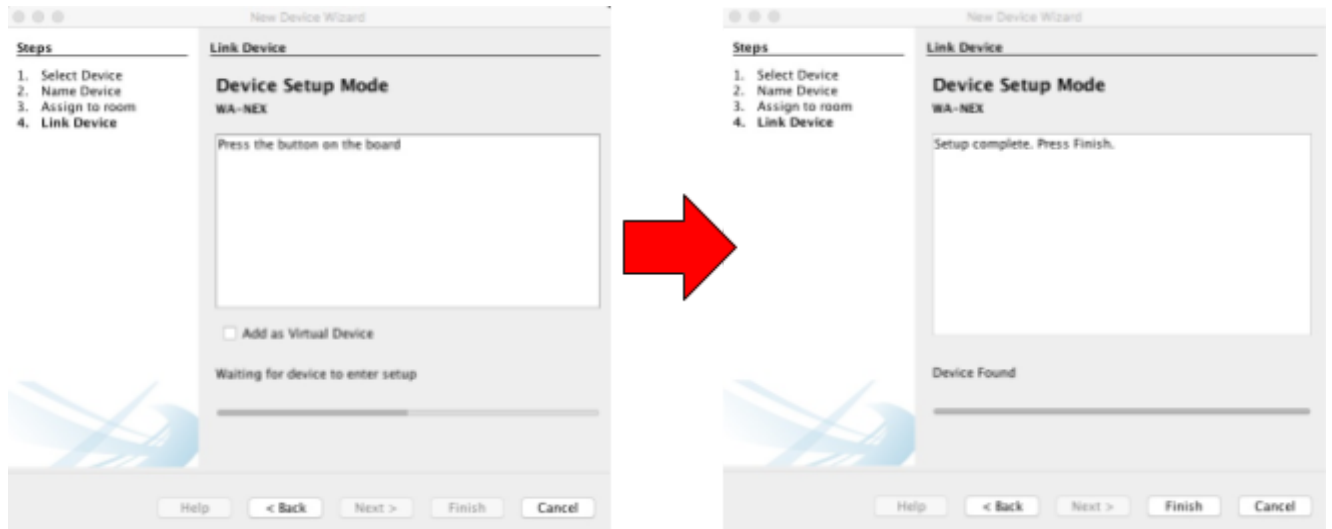 New Device Wizard
Steps
1. Select Device
2. Name Device
3. Assign to room
4. Link Device
Link Device
Device Setup Mode
WA-NEX
Press the button on the board
Add as Virtual Device
Waiting for device to enter setup
Help
< Back
Next >
Finish
Cancel
New Device Wizard
Steps
1. Select Device
2. Name Device
3. Assign to room
4. Link Device
Link Device
Device Setup Mode
WA-NEX
Setup complete. Press Finish.
Device Found
Help
< Back
Next >
Finish
Cancel